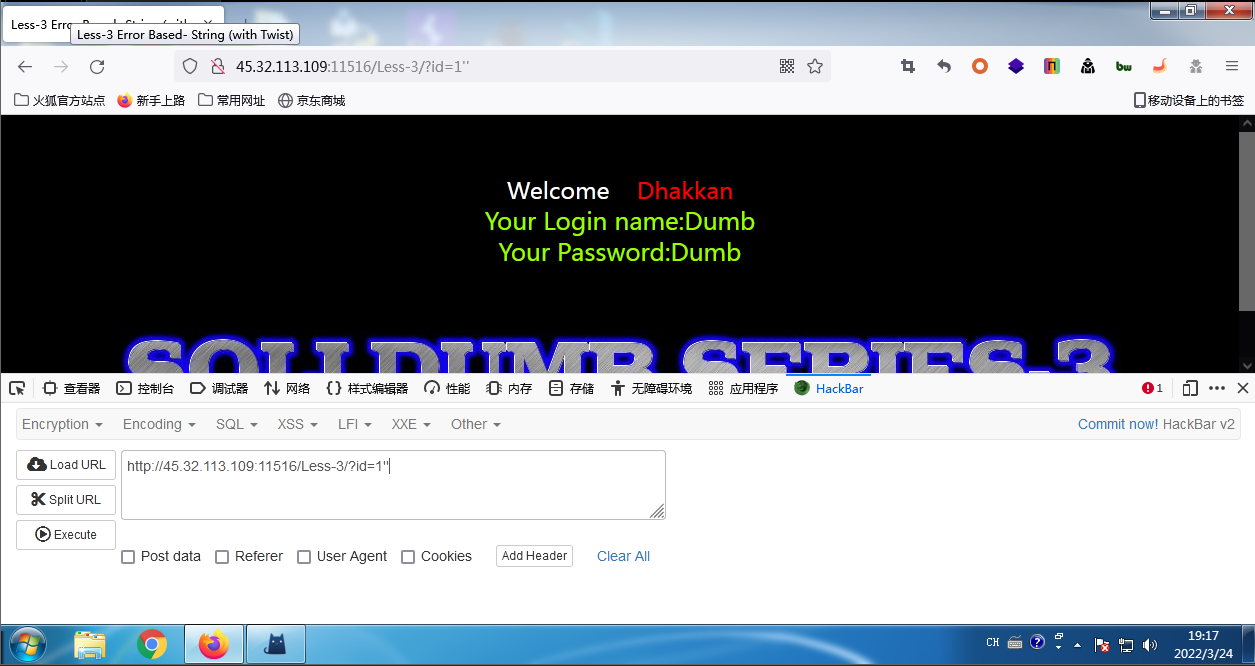 Less-3 Error Based- String (with
Less-3 Error Based- String (with Twist)
45.32.113.109:11516/Less-3/?id=1''
火狐官方站点 新手上路 常用网址 京东商城 移动设备上的书签
Welcome Dhakkan
Your Login name:Dumb
Your Password:Dumb
SQLI DUMB SERIES-3
查看器 控制台 调试器 网络 样式编辑器 性能 内存 存储 无障碍环境 应用程序 HackBar 1
Encryption Encoding SQL XSS LFI XXE Other Commit now! HackBar v2
Load URL http://45.32.113.109:11516/Less-3/?id=1''
Split URL
Execute
Post data Referer User Agent Cookies Add Header Clear All
CH 19:17
2022/3/24